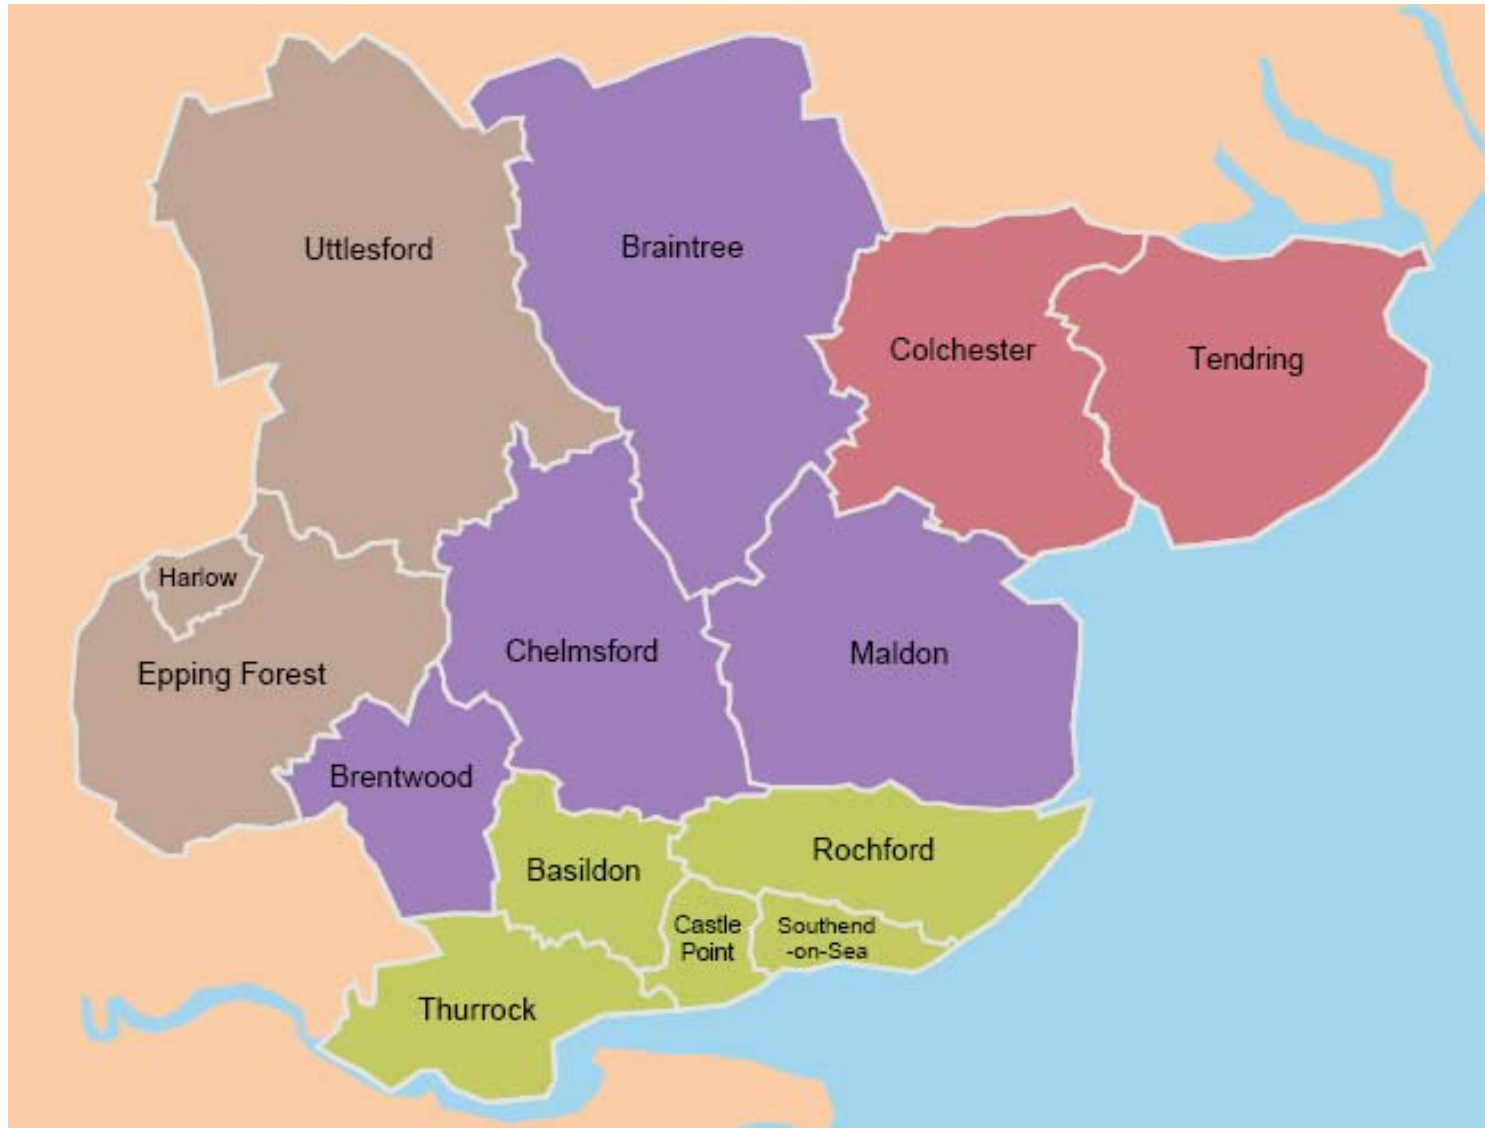 Uttlesford
Braintree
Colchester
Tendring
Harlow
Epping Forest
Chelmsford
Maldon
Brentwood
Basildon
Rochford
Castle
Point
Southend
-on-Sea
Thurrock